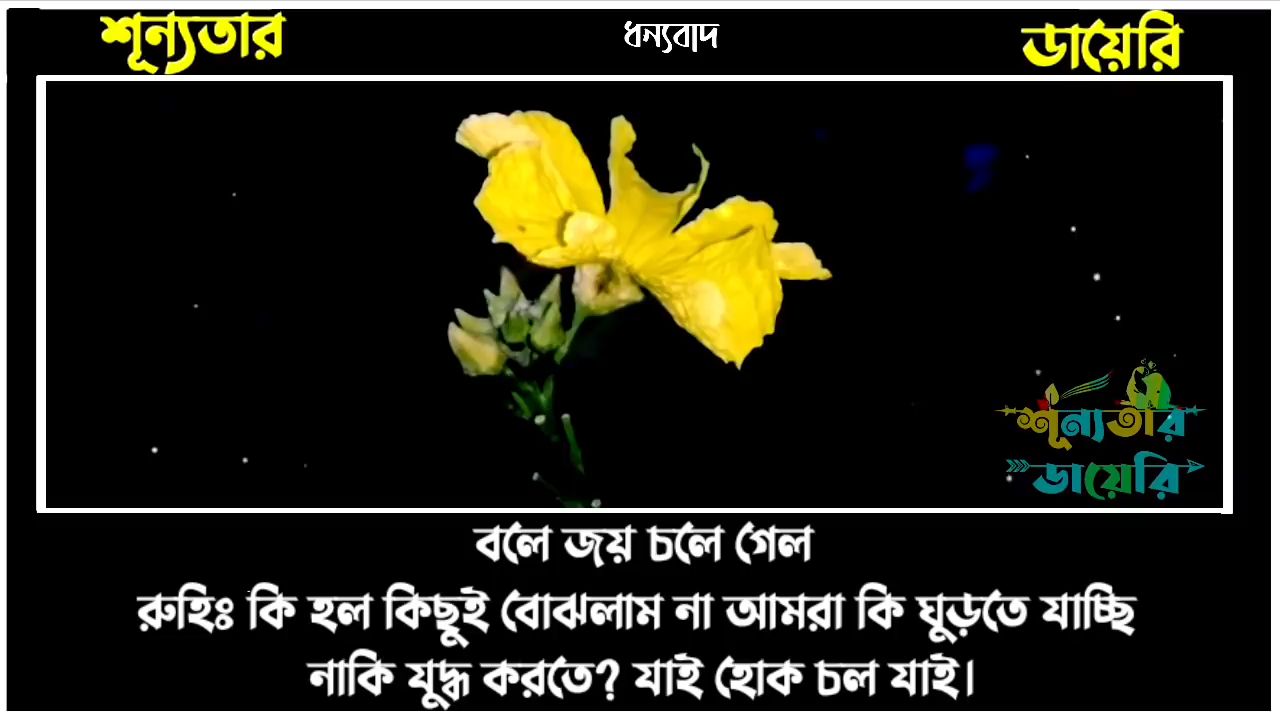 শূন্যতার
ধন্যবাদ
ডায়েরি
শূন্যতার
ডায়েরি
বলে জয় চলে গেল
রুহিঃ কি হল কিছুই বোঝলাম না আমরা কি ঘুড়তে যাচ্ছি
নাকি যুদ্ধ করতে? যাই হোক চল যাই।